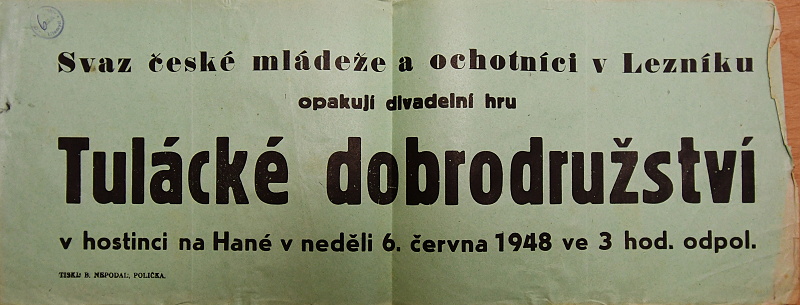 Svaz české mládeže a ochotníci v Lezníku
opakují divadelní hru
Tulácké dobrodružství
v hostinci na Hané v neděli 6. června 1948 ve 3 hod. odpol.
TISKL: B. NEPODAL, POLIČKA.